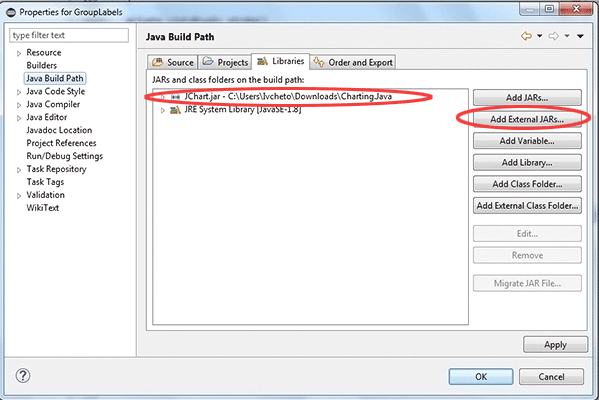 Properties for GroupLabels
type filter text
Java Build Path
Resource
Builders
Java Build Path
Java Code Style
Java Compiler
Java Editor
Javadoc Location
Project References
Run/Debug Settings
Task Repository
Task Tags
Validation
WikiText
Source Projects Libraries Order and Export
JARs and class folders on the build path:
JChart.jar - C:\Users\Ivcheto\Downloads\Charting.Java
JRE System Library [JavaSE-1.8]
Add JARs...
Add External JARs...
Add Variable...
Add Library...
Add Class Folder...
Add External Class Folder...
Edit...
Remove
Migrate JAR File...
Apply
?
OK Cancel